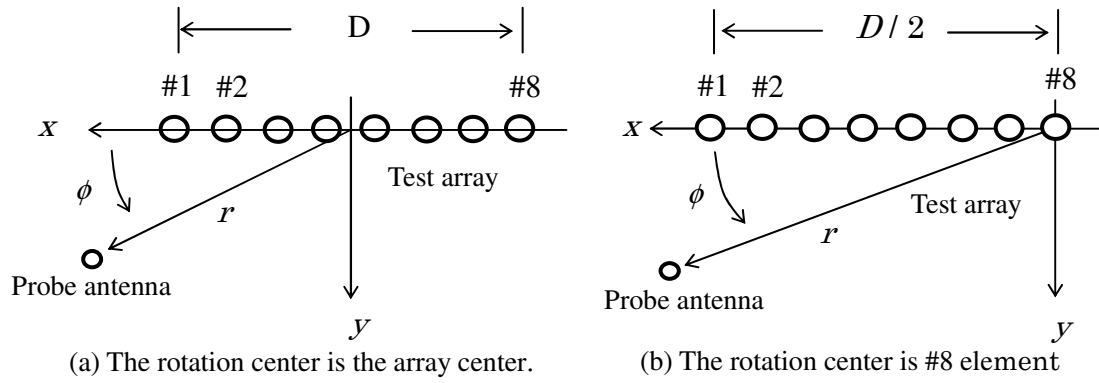 D
#1 #2 #8
x
ϕ
Test array
r
Probe antenna
y
(a) The rotation center is the array center.
D / 2
#8
#1 #2
x
ϕ
Test array
r
Probe antenna
y
(b) The rotation center is #8 element